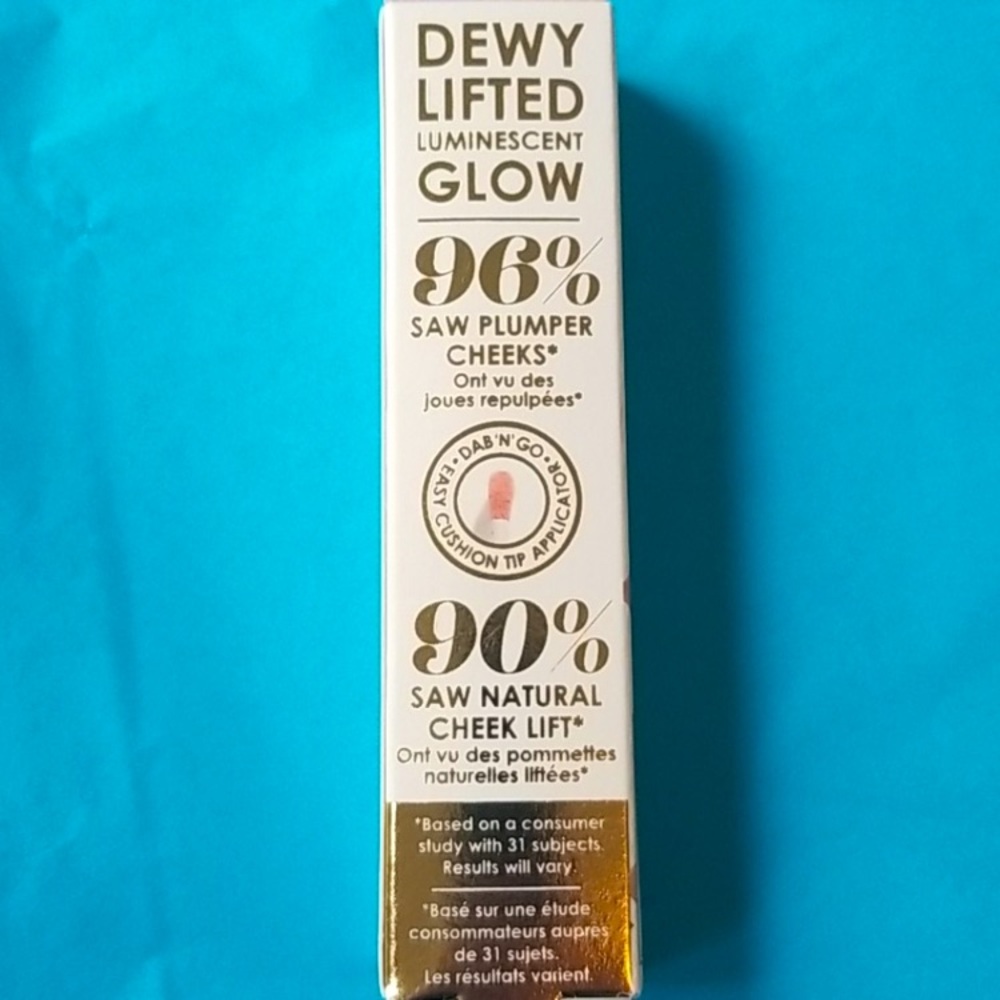 DEWY
LIFTED
LUMINESCENT
GLOW
96%
SAW PLUMPER
CHEEKS*
Ont vu des
joues repulpées*
• DAB 'N' GO •
EASY CUSHION TIP APPLICATOR
90%
SAW NATURAL
CHEEK LIFT*
Ont vu des pommettes
naturelles liftées*
*Based on a consumer
study with 31 subjects.
Results will vary.
*Basé sur une étude
consommateurs auprès
de 31 sujets.
Les résultats varient.